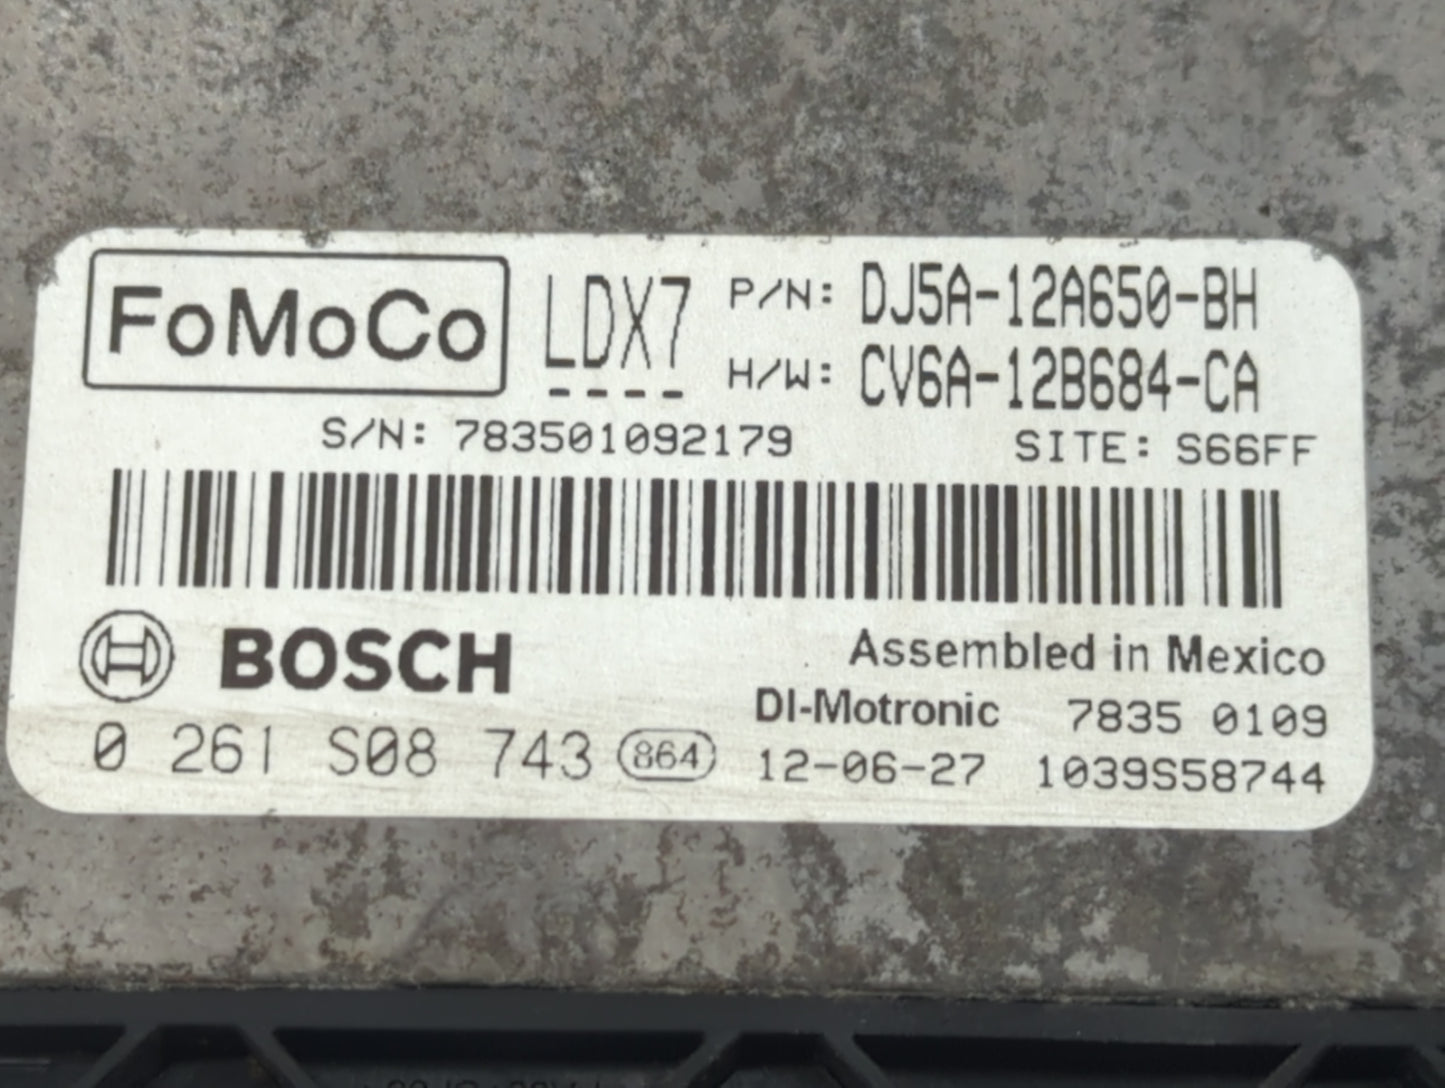 FoMoCo LDX7 P/N: DJ5A-12A650-BH
H/W: CV6A-12B684-CA
S/N: 783501092179 SITE: S66FF
BOSCH Assembled in Mexico
DI-Motronic 7835 0109
0 261 S08 743 864 12-06-27 1039S58744